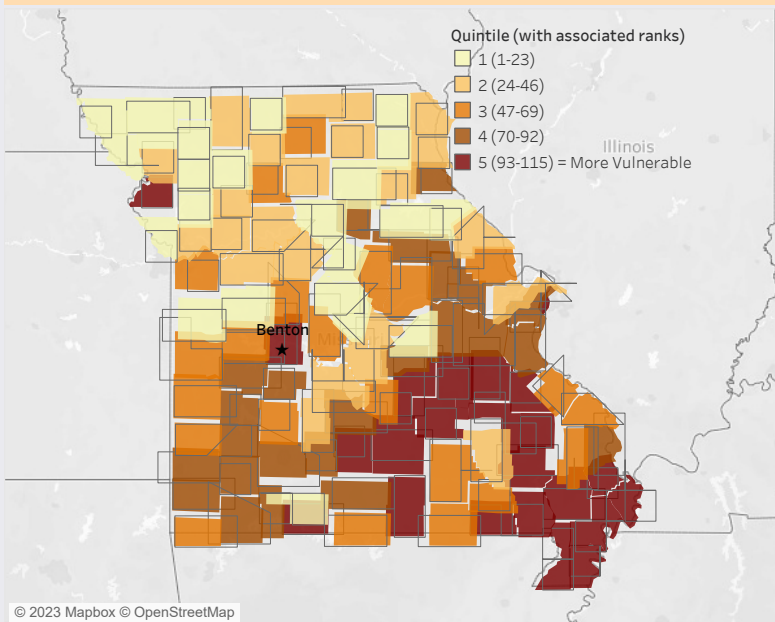 Quintile (with associated ranks)
1 (1-23)
2 (24-46)
3 (47-69)
4 (70-92)
5 (93-115) = More Vulnerable
Illinois
Benton
© 2023 Mapbox © OpenStreetMap